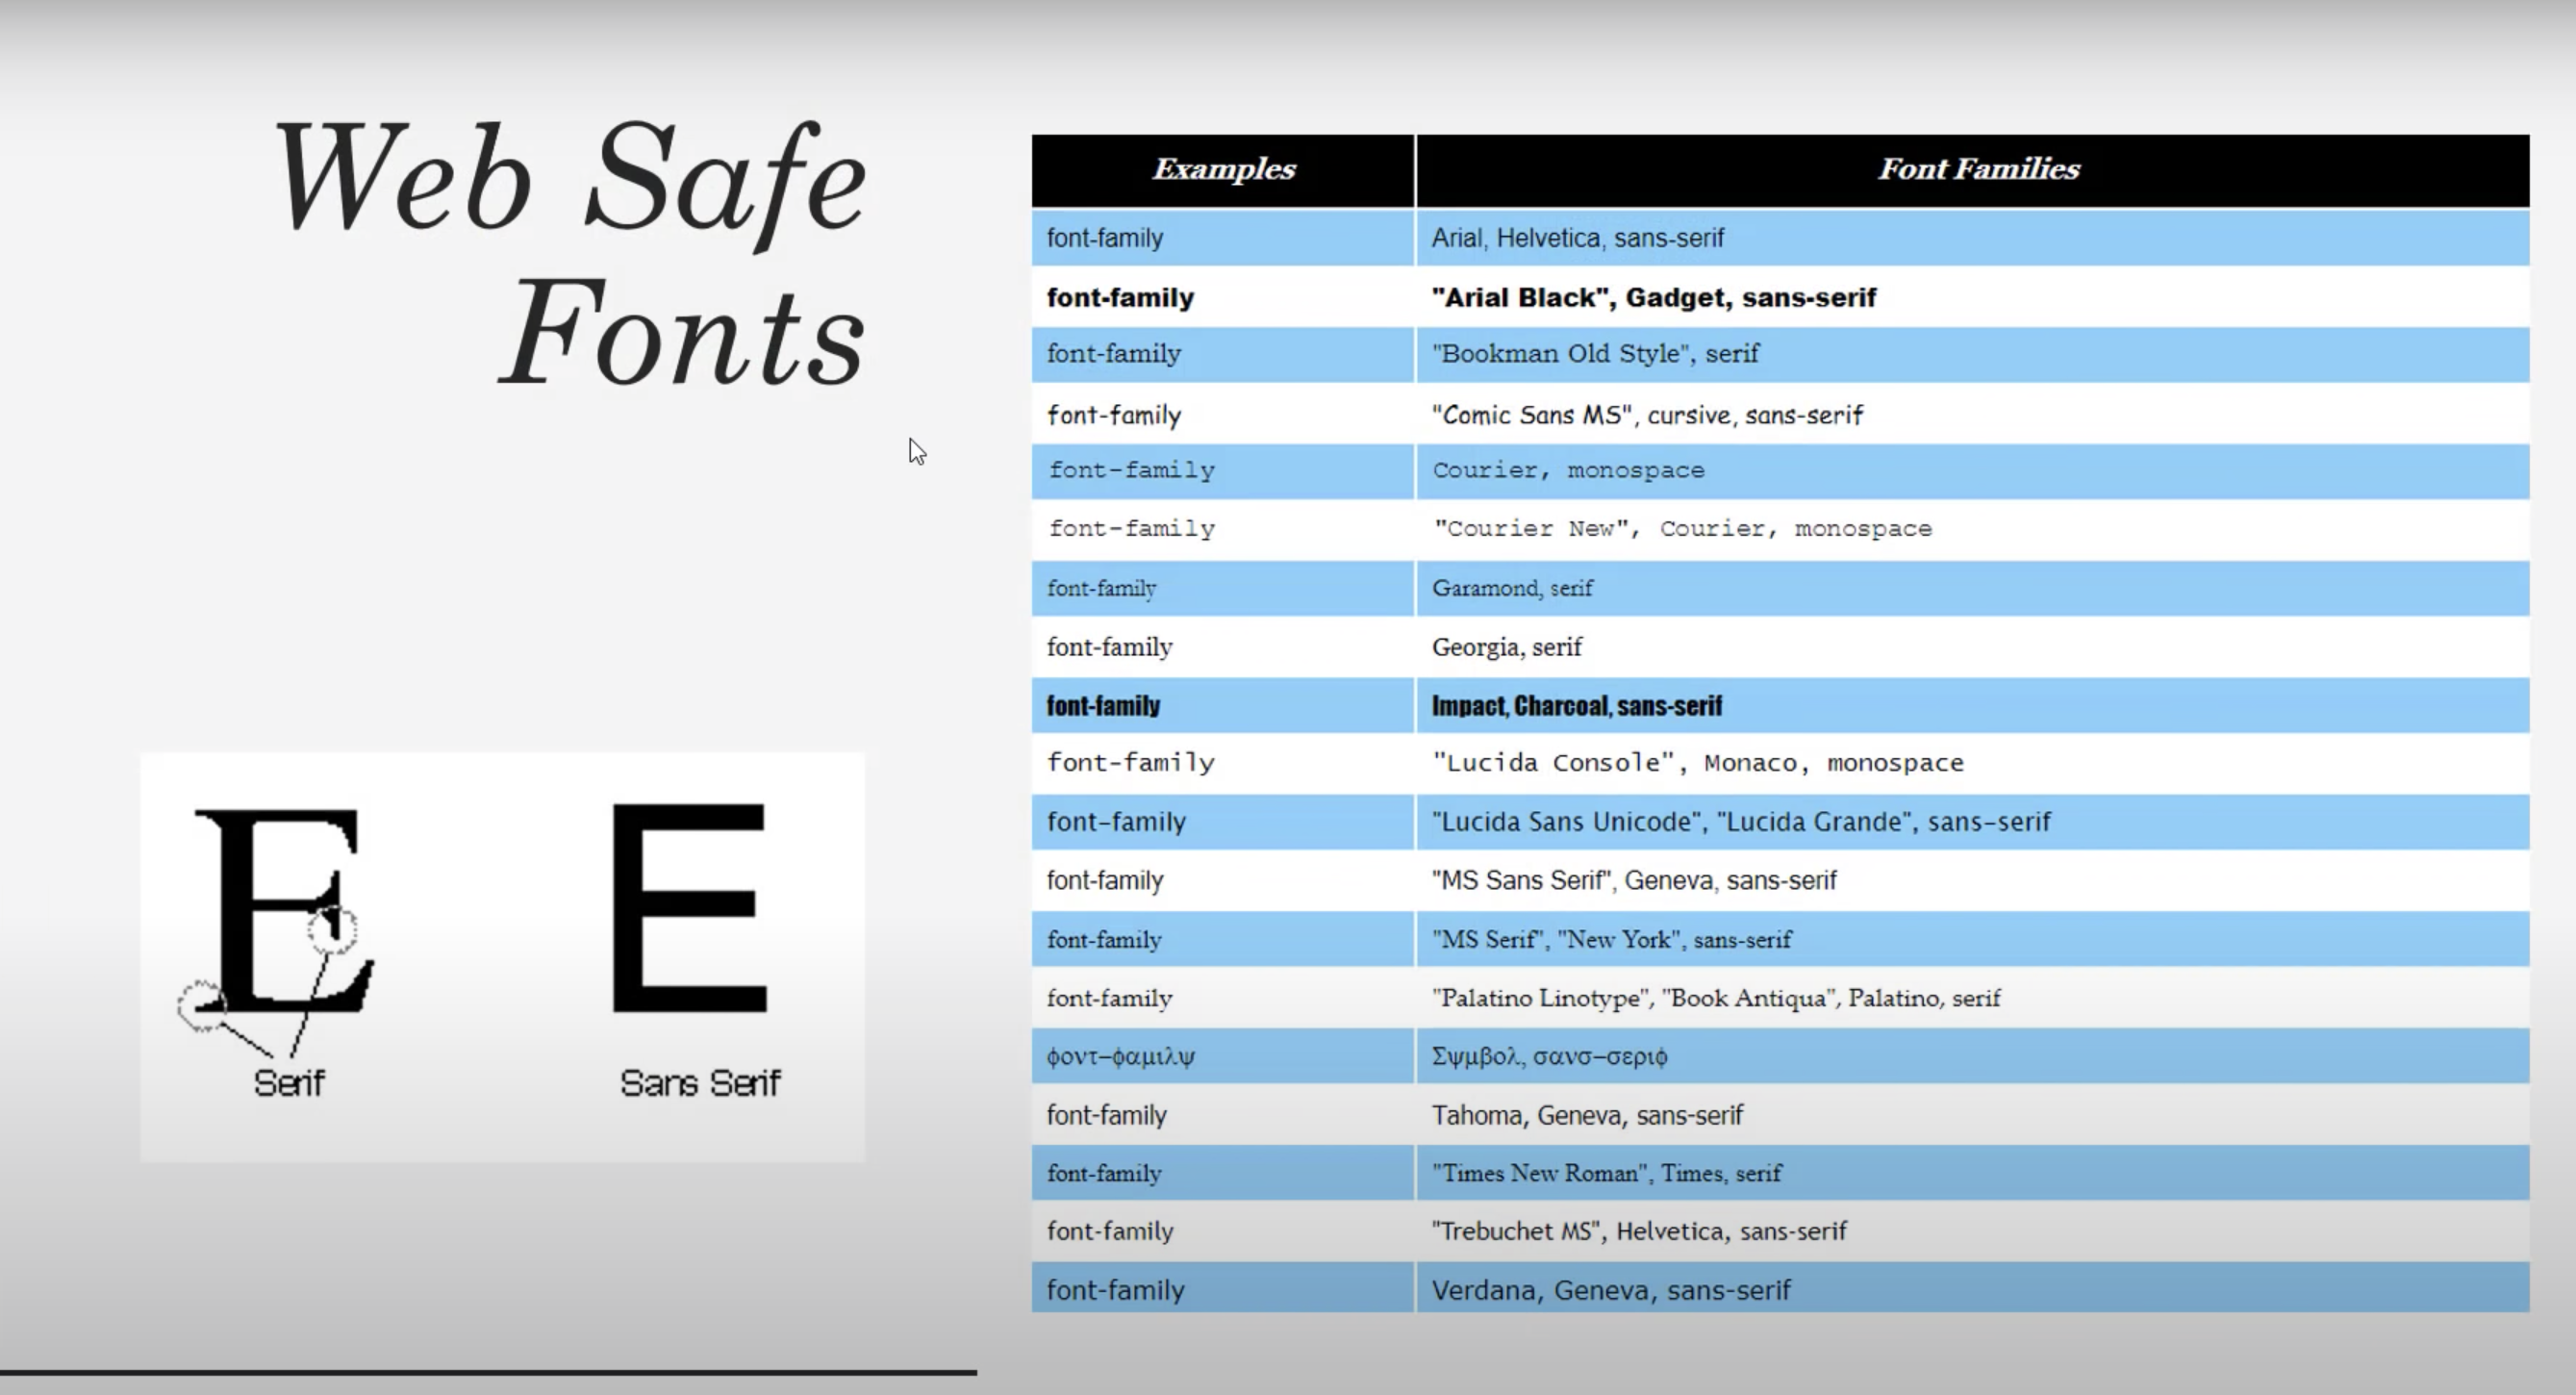 Web Safe
Fonts
Serif
Sans Serif
Examples Font Families
font-family Arial, Helvetica, sans-serif
font-family "Arial Black", Gadget, sans-serif
font-family "Bookman Old Style", serif
font-family "Comic Sans MS", cursive, sans-serif
font-family Courier, monospace
font-family "Courier New", Courier, monospace
font-family Garamond, serif
font-family Georgia, serif
font-family Impact, Charcoal, sans-serif
font-family "Lucida Console", Monaco, monospace
font-family "Lucida Sans Unicode", "Lucida Grande", sans-serif
font-family "MS Sans Serif", Geneva, sans-serif
font-family "MS Serif", "New York", sans-serif
font-family "Palatino Linotype", "Book Antiqua", Palatino, serif
φοντ−φαμιλψ Σψμβολ, σανσ−σεριφ
font-family Tahoma, Geneva, sans-serif
font-family "Times New Roman", Times, serif
font-family "Trebuchet MS", Helvetica, sans-serif
font-family Verdana, Geneva, sans-serif